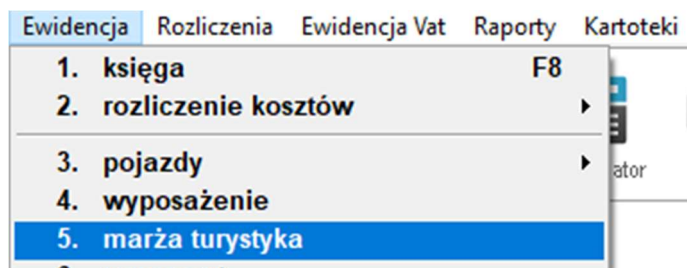 Ewidencja Rozliczenia Ewidencja Vat Raporty Kartoteki
1. księga F8
2. rozliczenie kosztów
3. pojazdy
ator
4. wyposażenie
5. marża turystyka